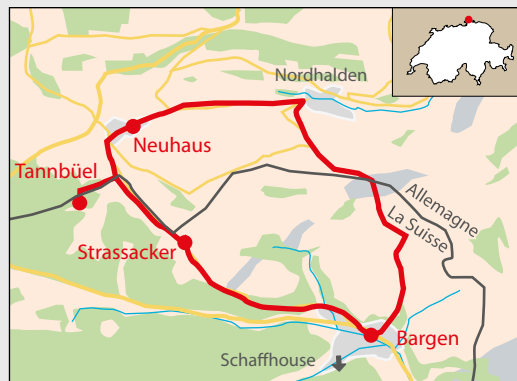 Nordhalden
Neuhaus
Tannbüel
Allemagne
La Suisse
Strassacker
Bargen
Schaffhouse